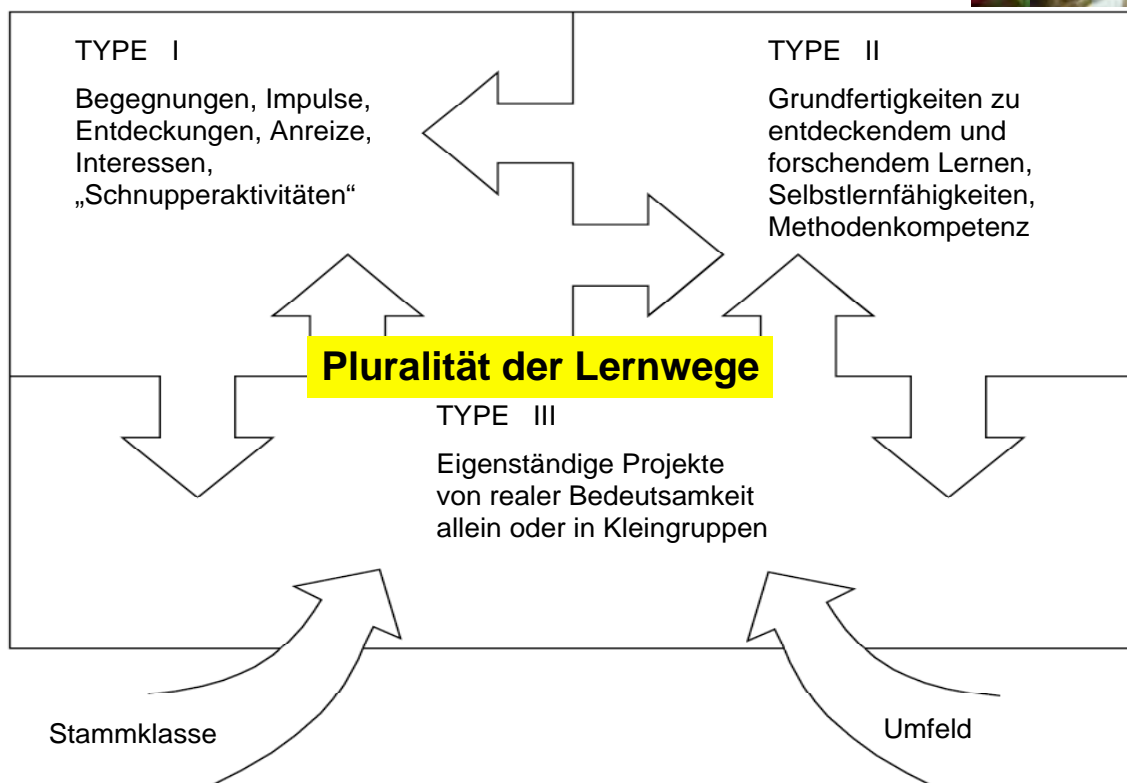 TYPE I
Begegnungen, Impulse,
Entdeckungen, Anreize,
Interessen,
„Schnupperaktivitäten“
TYPE II
Grundfertigkeiten zu
entdeckendem und
forschendem Lernen,
Selbstlernfähigkeiten,
Methodenkompetenz
Pluralität der Lernwege
TYPE III
Eigenständige Projekte
von realer Bedeutsamkeit
allein oder in Kleingruppen
Stammklasse
Umfeld